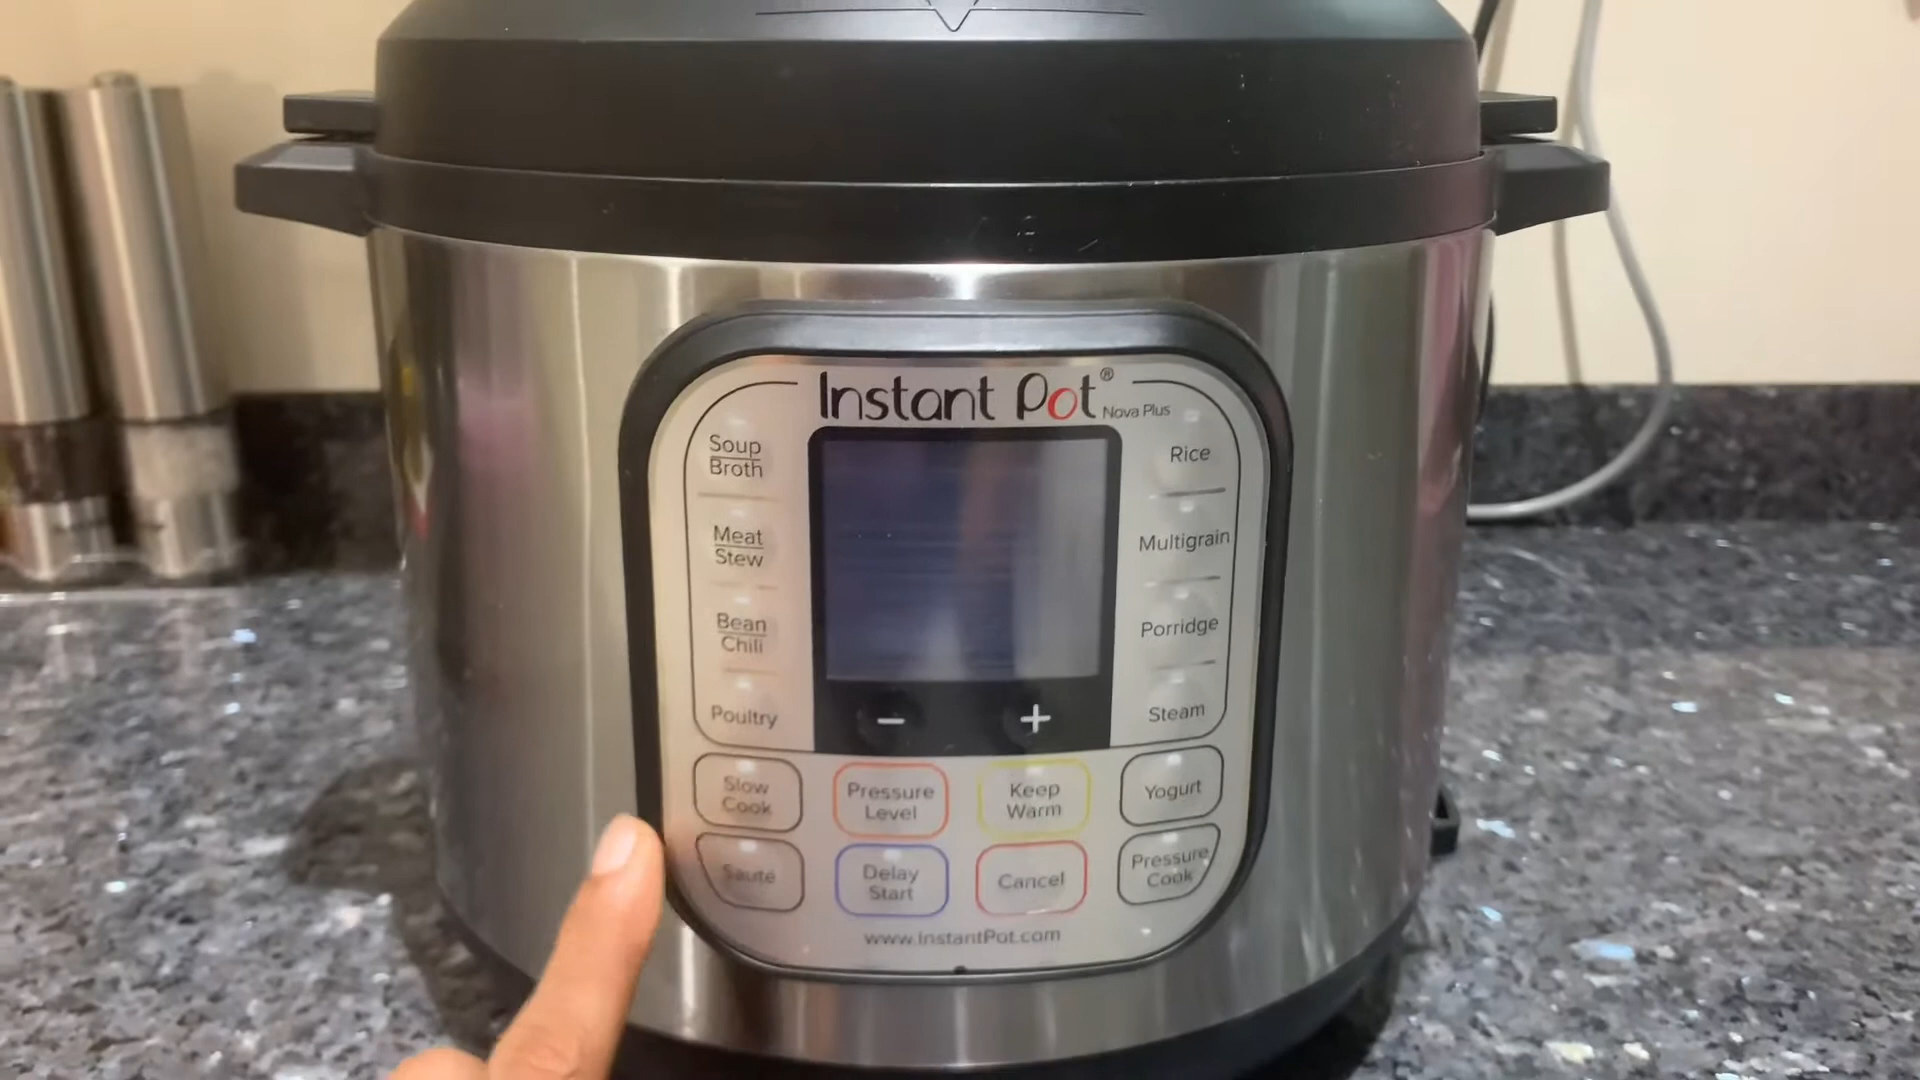 Instant Pot®
Nova Plus
Soup
Broth
Rice
Meat
Stew
Multigrain
Bean
Chili
Porridge
Poultry
− +
Steam
Slow
Cook
Pressure
Level
Keep
Warm
Yogurt
Sauté
Delay
Start
Cancel
Pressure
Cook
www.InstantPot.com